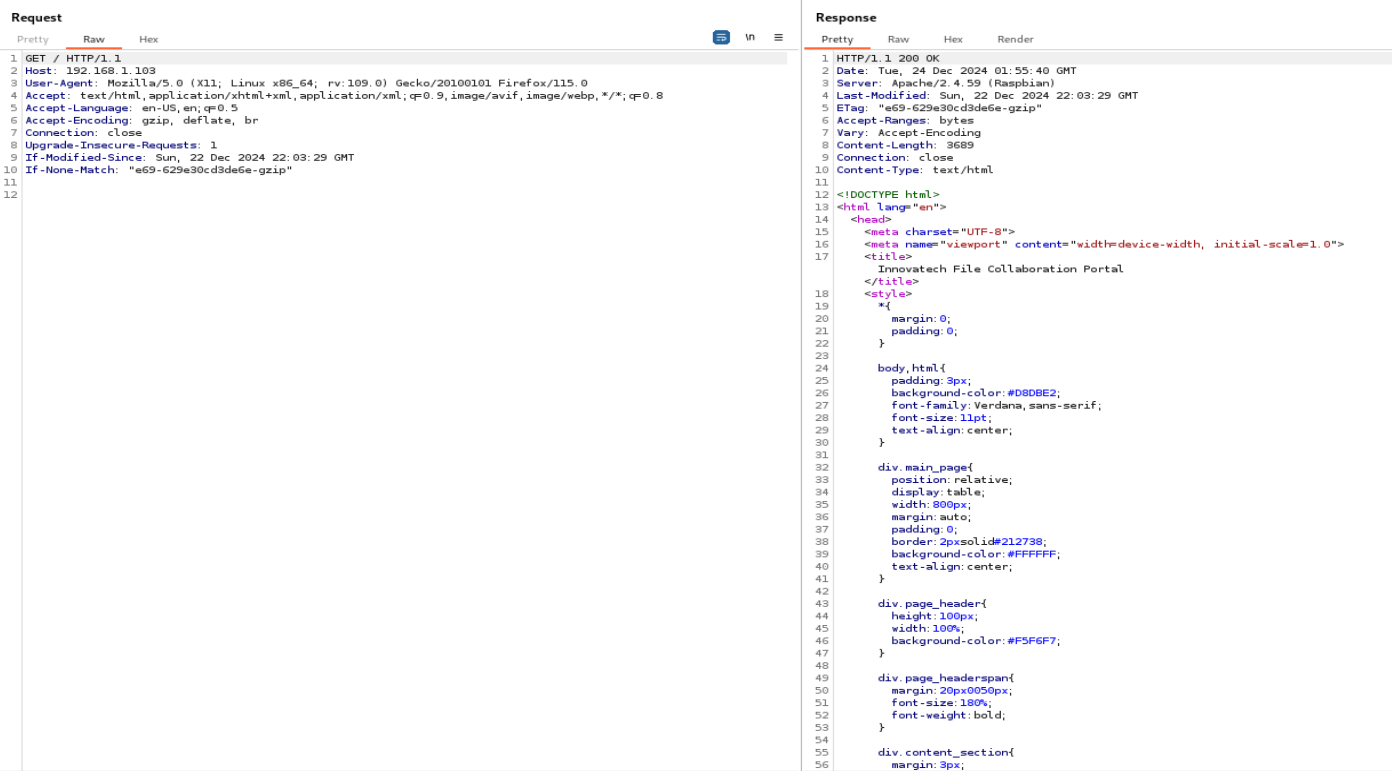 Request
Pretty Raw Hex \n
1 GET / HTTP/1.1
2 Host: 192.168.1.103
3 User-Agent: Mozilla/5.0 (X11; Linux x86_64; rv:109.0) Gecko/20100101 Firefox/115.0
4 Accept: text/html,application/xhtml+xml,application/xml;q=0.9,image/avif,image/webp,*/*;q=0.8
5 Accept-Language: en-US,en;q=0.5
6 Accept-Encoding: gzip, deflate, br
7 Connection: close
8 Upgrade-Insecure-Requests: 1
9 If-Modified-Since: Sun, 22 Dec 2024 22:03:29 GMT
10 If-None-Match: "e69-629e30cd3de6e-gzip"
11
12
Response
Pretty Raw Hex Render
1 HTTP/1.1 200 OK
2 Date: Tue, 24 Dec 2024 01:55:40 GMT
3 Server: Apache/2.4.59 (Raspbian)
4 Last-Modified: Sun, 22 Dec 2024 22:03:29 GMT
5 ETag: "e69-629e30cd3de6e-gzip"
6 Accept-Ranges: bytes
7 Vary: Accept-Encoding
8 Content-Length: 3689
9 Connection: close
10 Content-Type: text/html
11
12 <!DOCTYPE html>
13 <html lang="en">
14 <head>
15 <meta charset="UTF-8">
16 <meta name="viewport" content="width=device-width, initial-scale=1.0">
17 <title>
Innovatech File Collaboration Portal
</title>
18 <style>
19 *{
20 margin:0;
21 padding:0;
22 }
23
24 body,html{
25 padding:3px;
26 background-color:#D8DBE2;
27 font-family:Verdana,sans-serif;
28 font-size:11pt;
29 text-align:center;
30 }
31
32 div.main_page{
33 position:relative;
34 display:table;
35 width:800px;
36 margin:auto;
37 padding:0;
38 border:2pxsolid#212738;
39 background-color:#FFFFFF;
40 text-align:center;
41 }
42
43 div.page_header{
44 height:100px;
45 width:100%;
46 background-color:#F5F6F7;
47 }
48
49 div.page_headerspan{
50 margin:20px0050px;
51 font-size:180%;
52 font-weight:bold;
53 }
54
55 div.content_section{
56 margin:3px;